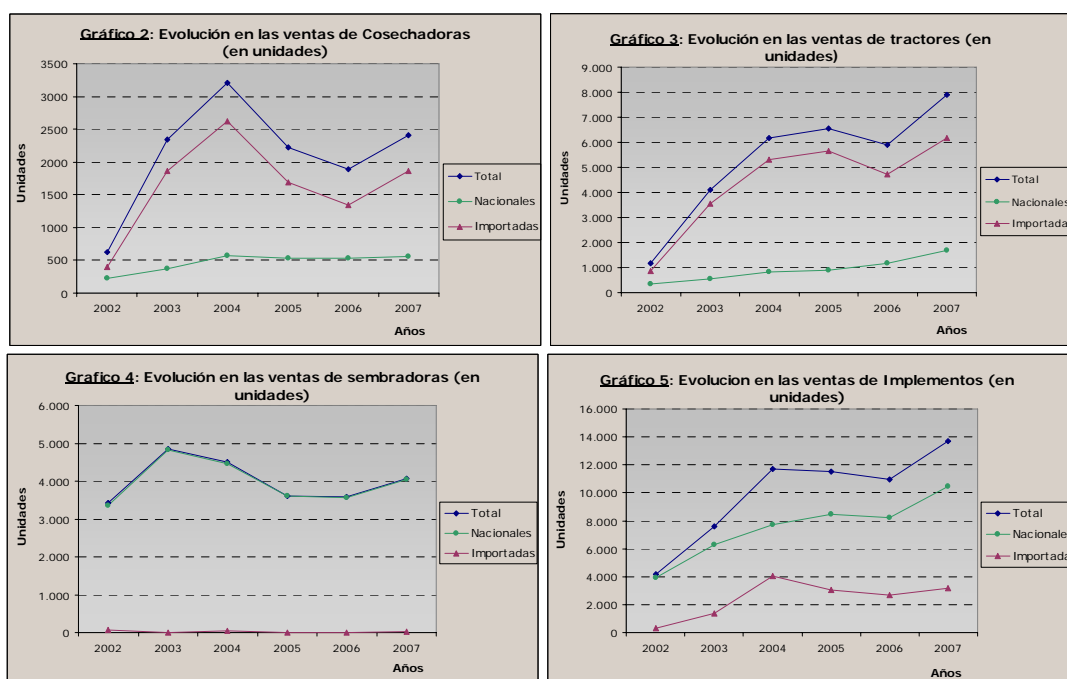 Gráfico 2: Evolución en las ventas de Cosechadoras
(en unidades)
3500
3000
2500
2000
1500
1000
500
0
Unidades
2002 2003 2004 2005 2006 2007
Años
Total
Nacionales
Importadas
Gráfico 3: Evolución en las ventas de tractores (en
unidades)
9.000
8.000
7.000
6.000
5.000
4.000
3.000
2.000
1.000
0
Unidades
2002 2003 2004 2005 2006 2007
Años
Total
Nacionales
Importadas
Grafico 4: Evolución en las ventas de sembradoras (en
unidades)
6.000
5.000
4.000
3.000
2.000
1.000
0
Unidades
2002 2003 2004 2005 2006 2007
Años
Total
Nacionales
Importadas
Gráfico 5: Evolucion en las ventas de Implementos (en
unidades)
16.000
14.000
12.000
10.000
8.000
6.000
4.000
2.000
0
Unidades
2002 2003 2004 2005 2006 2007
Años
Total
Nacionales
Importadas